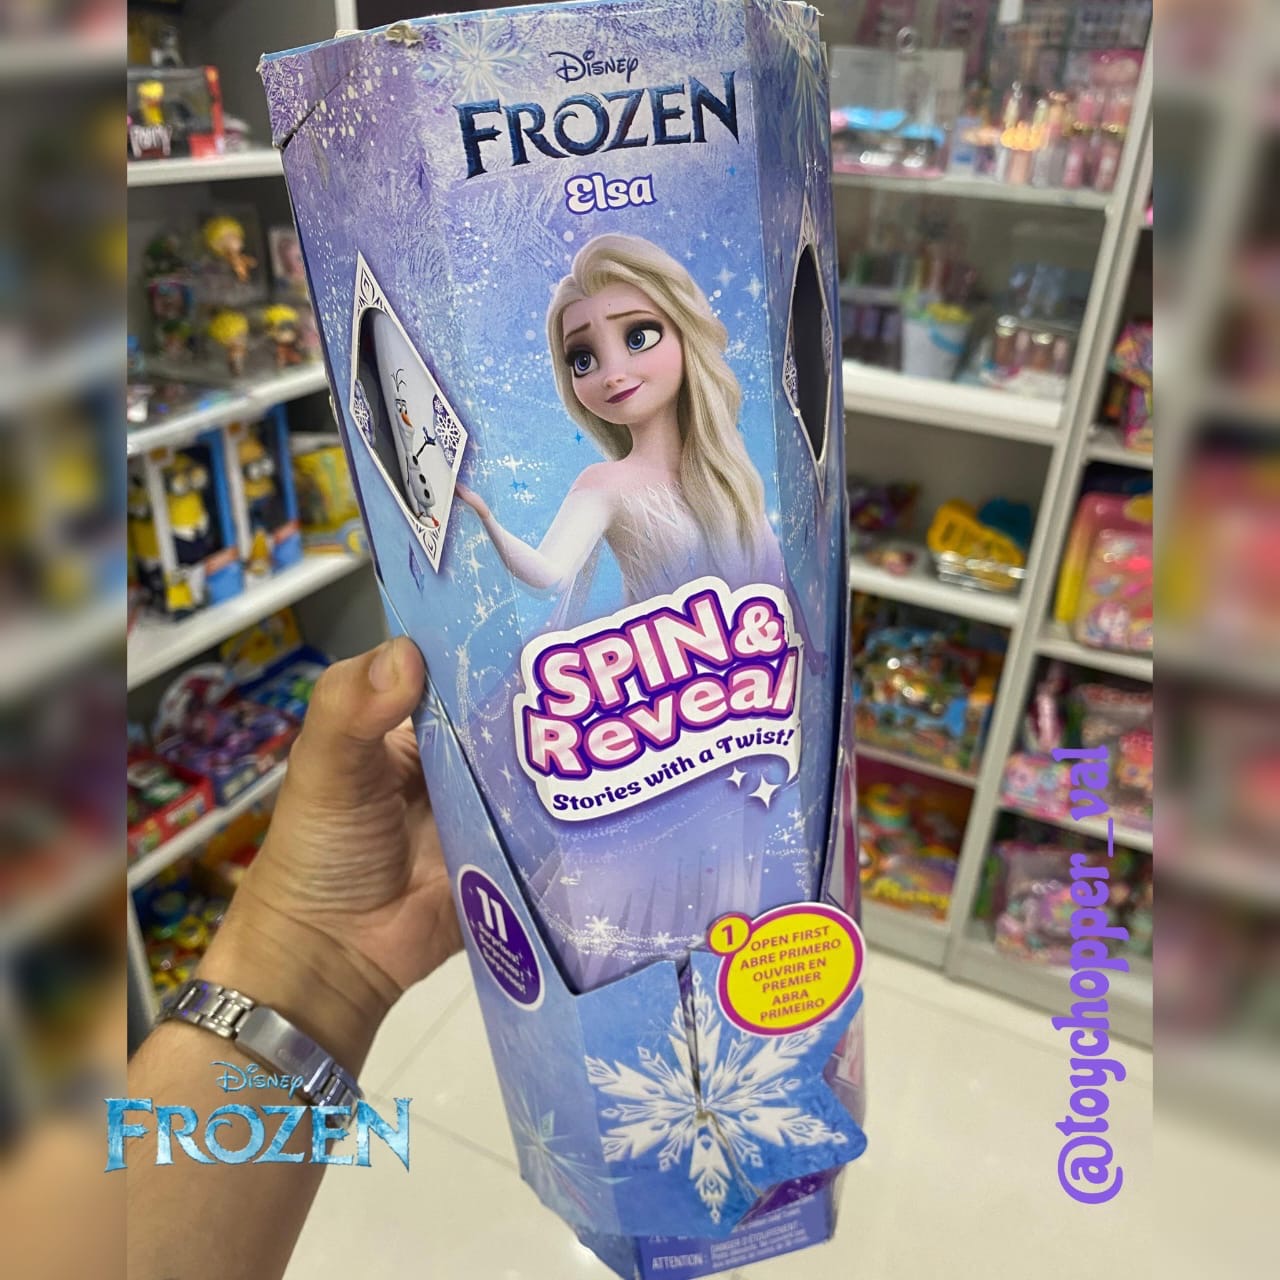 Disney
FROZEN
Elsa
SPIN &
Reveal
Stories with a Twist!
11
Surprises!
1
OPEN FIRST
ABRE PRIMERO
OUVRIR EN
PREMIER
ABRA
PRIMEIRO
ATTENTION:
Disney
FROZEN
@toychopper_val